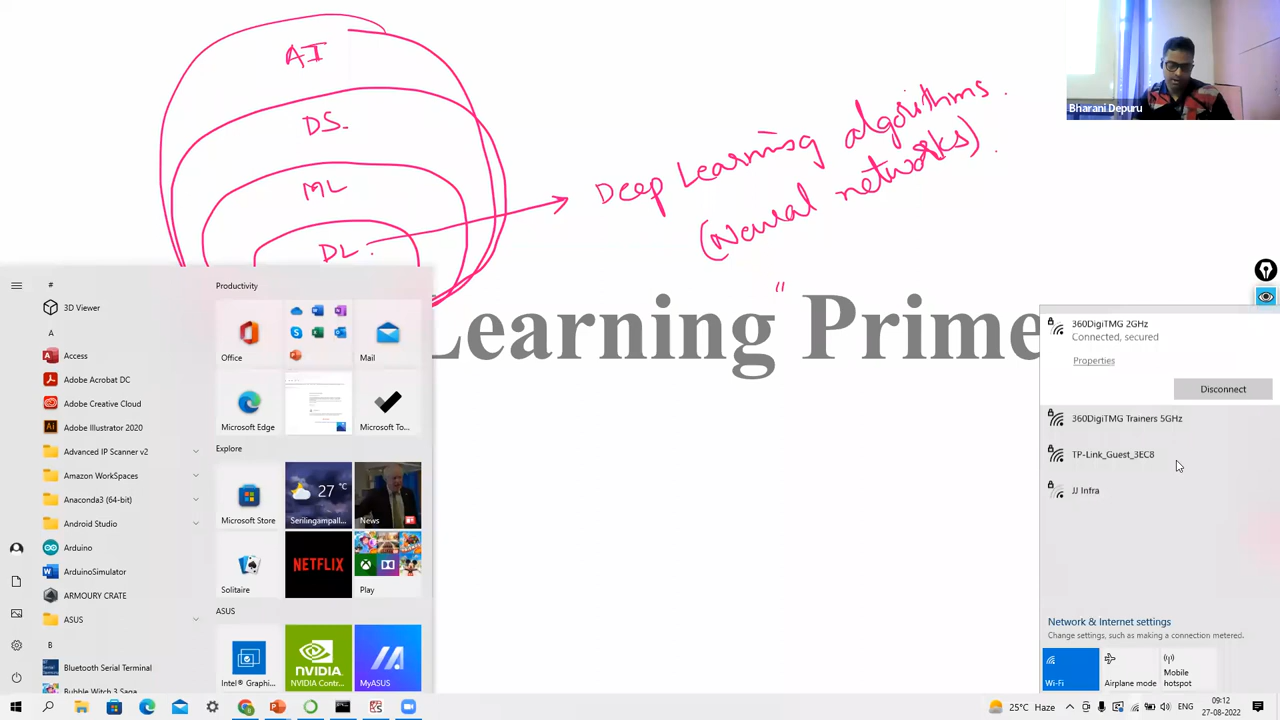 AI
DS.
ML
DL
Deep Learning algorithms.
(Neural networks).
Bharani Depuru
"
Learning Prime
#
3D Viewer
A
Access
Adobe Acrobat DC
Adobe Creative Cloud
Adobe Illustrator 2020
Advanced IP Scanner v2
Amazon WorkSpaces
Anaconda3 (64-bit)
Android Studio
Arduino
ArduinoSimulator
ARMOURY CRATE
ASUS
B
Bluetooth Serial Terminal
Bubble Witch 3 Saga
Productivity
Office
Mail
Microsoft Edge
Microsoft To...
Explore
Microsoft Store
27 °C
Serilingampall...
News
Solitaire
NETFLIX
Play
ASUS
Intel® Graphi...
NVIDIA
NVIDIA Contr...
MyASUS
360DigiTMG 2GHz
Connected, secured
Properties
Disconnect
360DigiTMG Trainers 5GHz
TP-Link_Guest_3EC8
JJ Infra
Network & Internet settings
Change settings, such as making a connection metered.
Wi-Fi
Airplane mode
Mobile hotspot
25°C Haze
ENG
09:12
27-08-2022